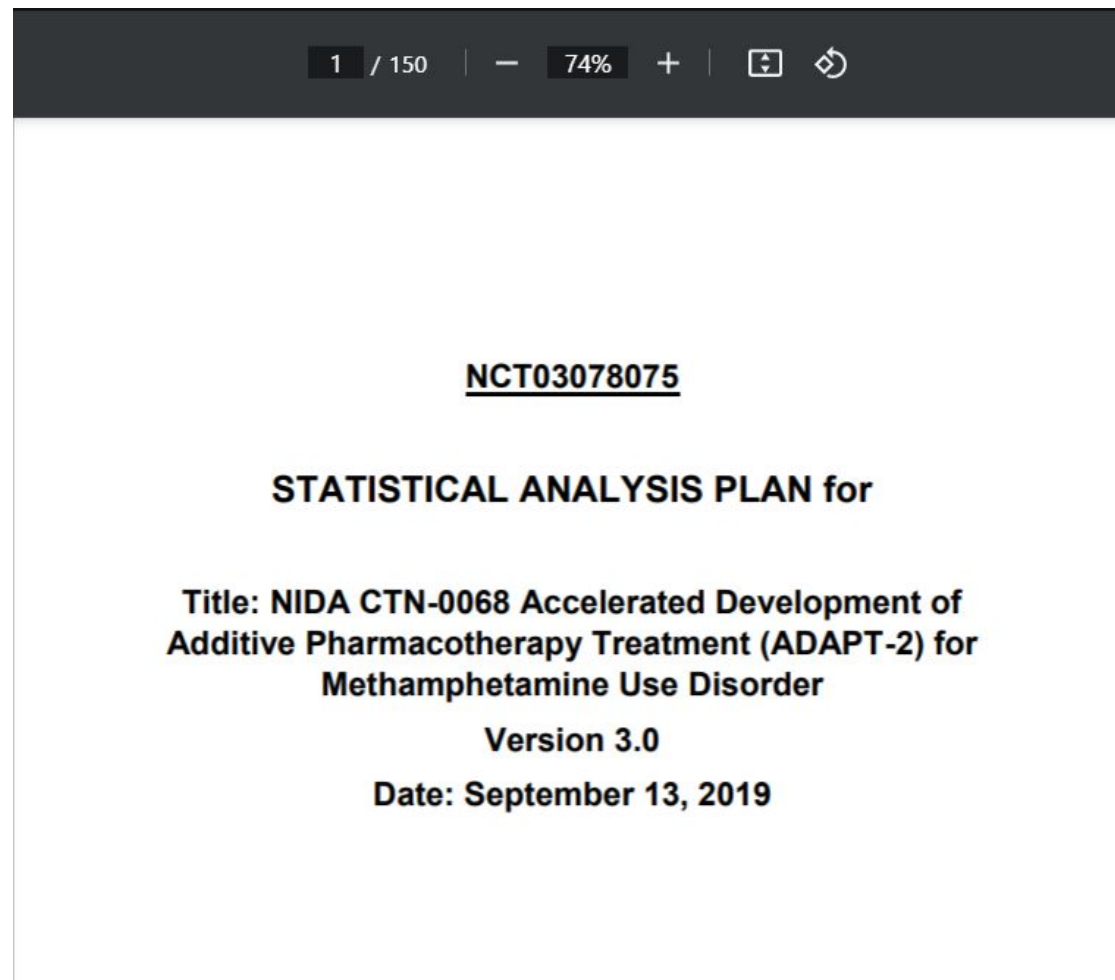 1 / 150 — 74% +
NCT03078075
STATISTICAL ANALYSIS PLAN for
Title: NIDA CTN-0068 Accelerated Development of
Additive Pharmacotherapy Treatment (ADAPT-2) for
Methamphetamine Use Disorder
Version 3.0
Date: September 13, 2019